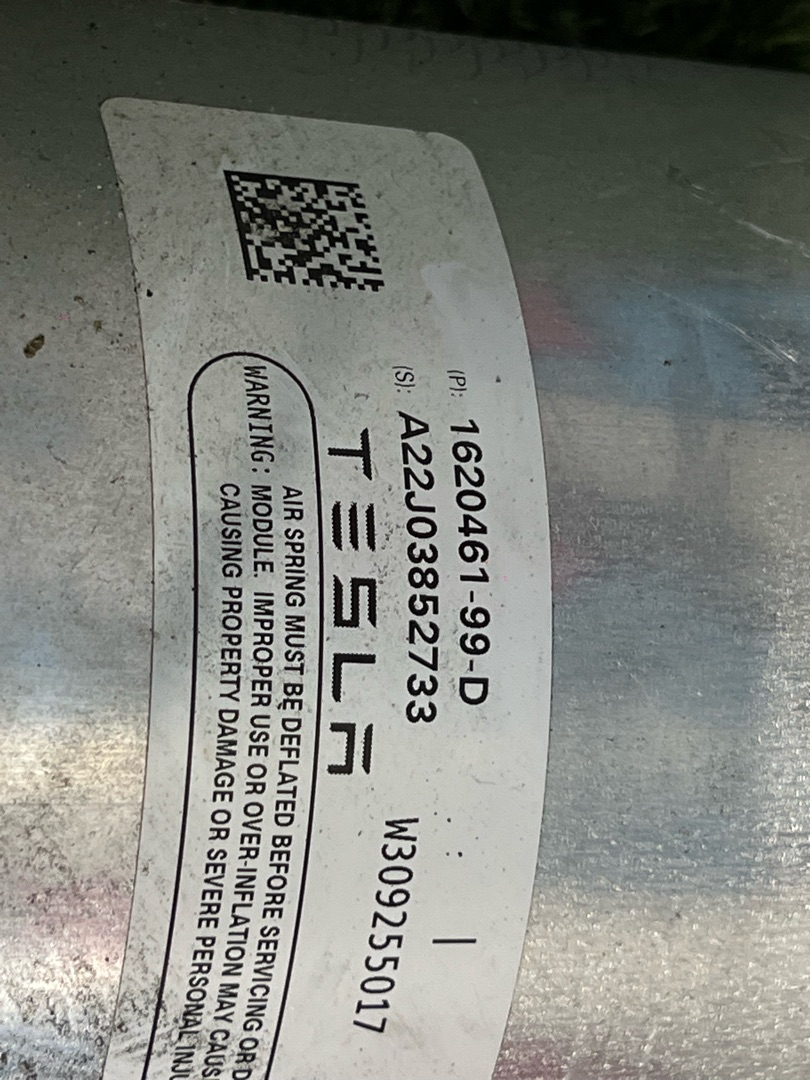 (P): 1620461-99-D
(S): A22J03852733
W309255017
TESLA
AIR SPRING MUST BE DEFLATED BEFORE SERVICING OR
WARNING: MODULE. IMPROPER USE OR OVER-INFLATION MAY
CAUSING PROPERTY DAMAGE OR SEVERE PERSONAL